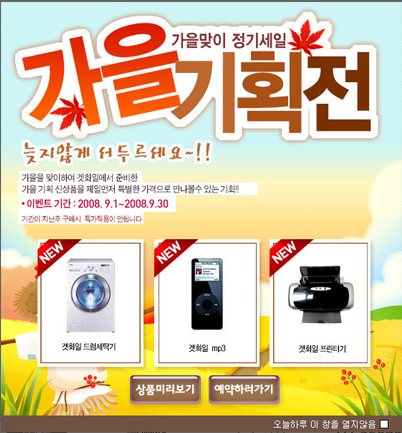 가을맞이 정기세일
가을기획전
늦지않게 서두르세요~!!
가을을 맞이하여 겟화일에서 준비한
가을 기획 신상품을 제일먼저 특별한 가격으로 만나볼수 있는 기회!!
• 이벤트 기간 : 2008. 9.1~2008.9.30
기간이 지난후 구매시 특가적용이 안됩니다
NEW NEW NEW
겟화일 드럼세탁기 겟화일 mp3 겟화일 프린터기
상품미리보기 예약하러가기
오늘하루 이 창을 열지않음